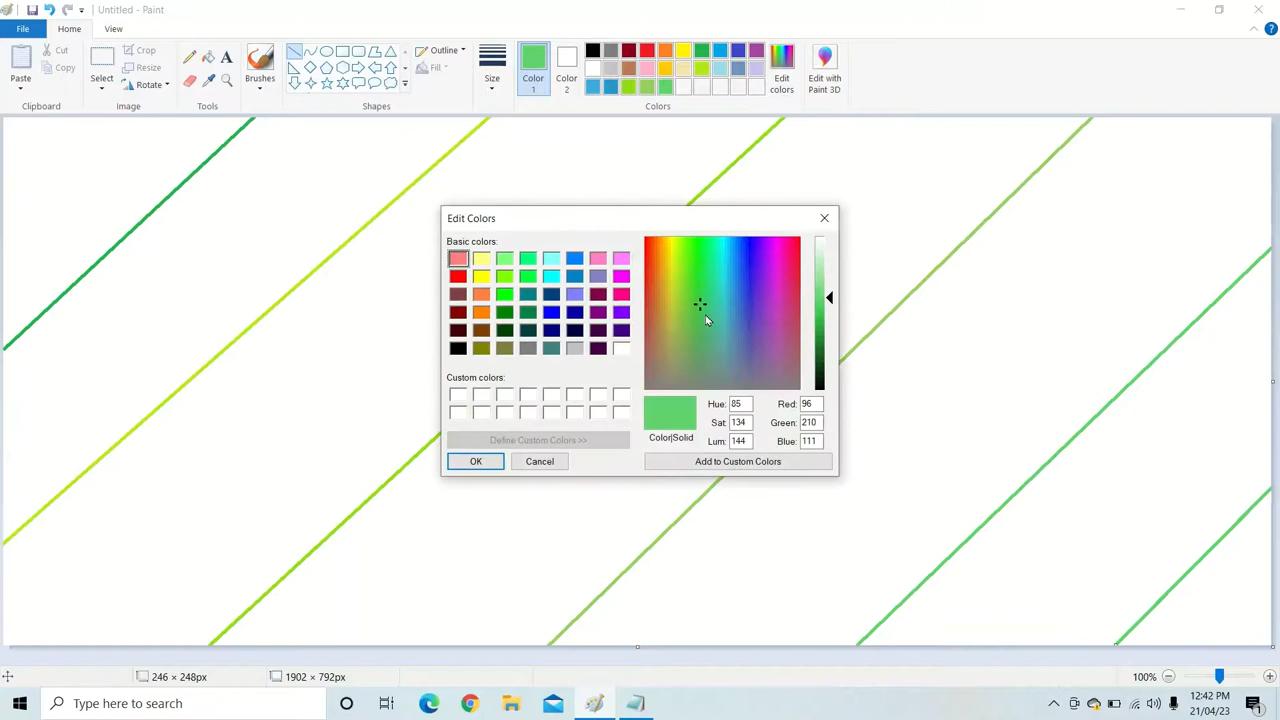 Untitled - Paint
File
Home
View
Paste
Cut
Copy
Clipboard
Select
Crop
Resize
Rotate
Image
A
Tools
Brushes
Outline
Fill
Shapes
Size
Color
1
Color
2
Edit
colors
Colors
Edit with
Paint 3D
Edit Colors
Basic colors:
Custom colors:
Define Custom Colors >>
OK
Cancel
Hue: 85
Red: 96
Sat: 134
Green: 210
Color|Solid
Lum: 144
Blue: 111
Add to Custom Colors
246 × 248px
1902 × 792px
100%
Type here to search
12:42 PM
21/04/23
1